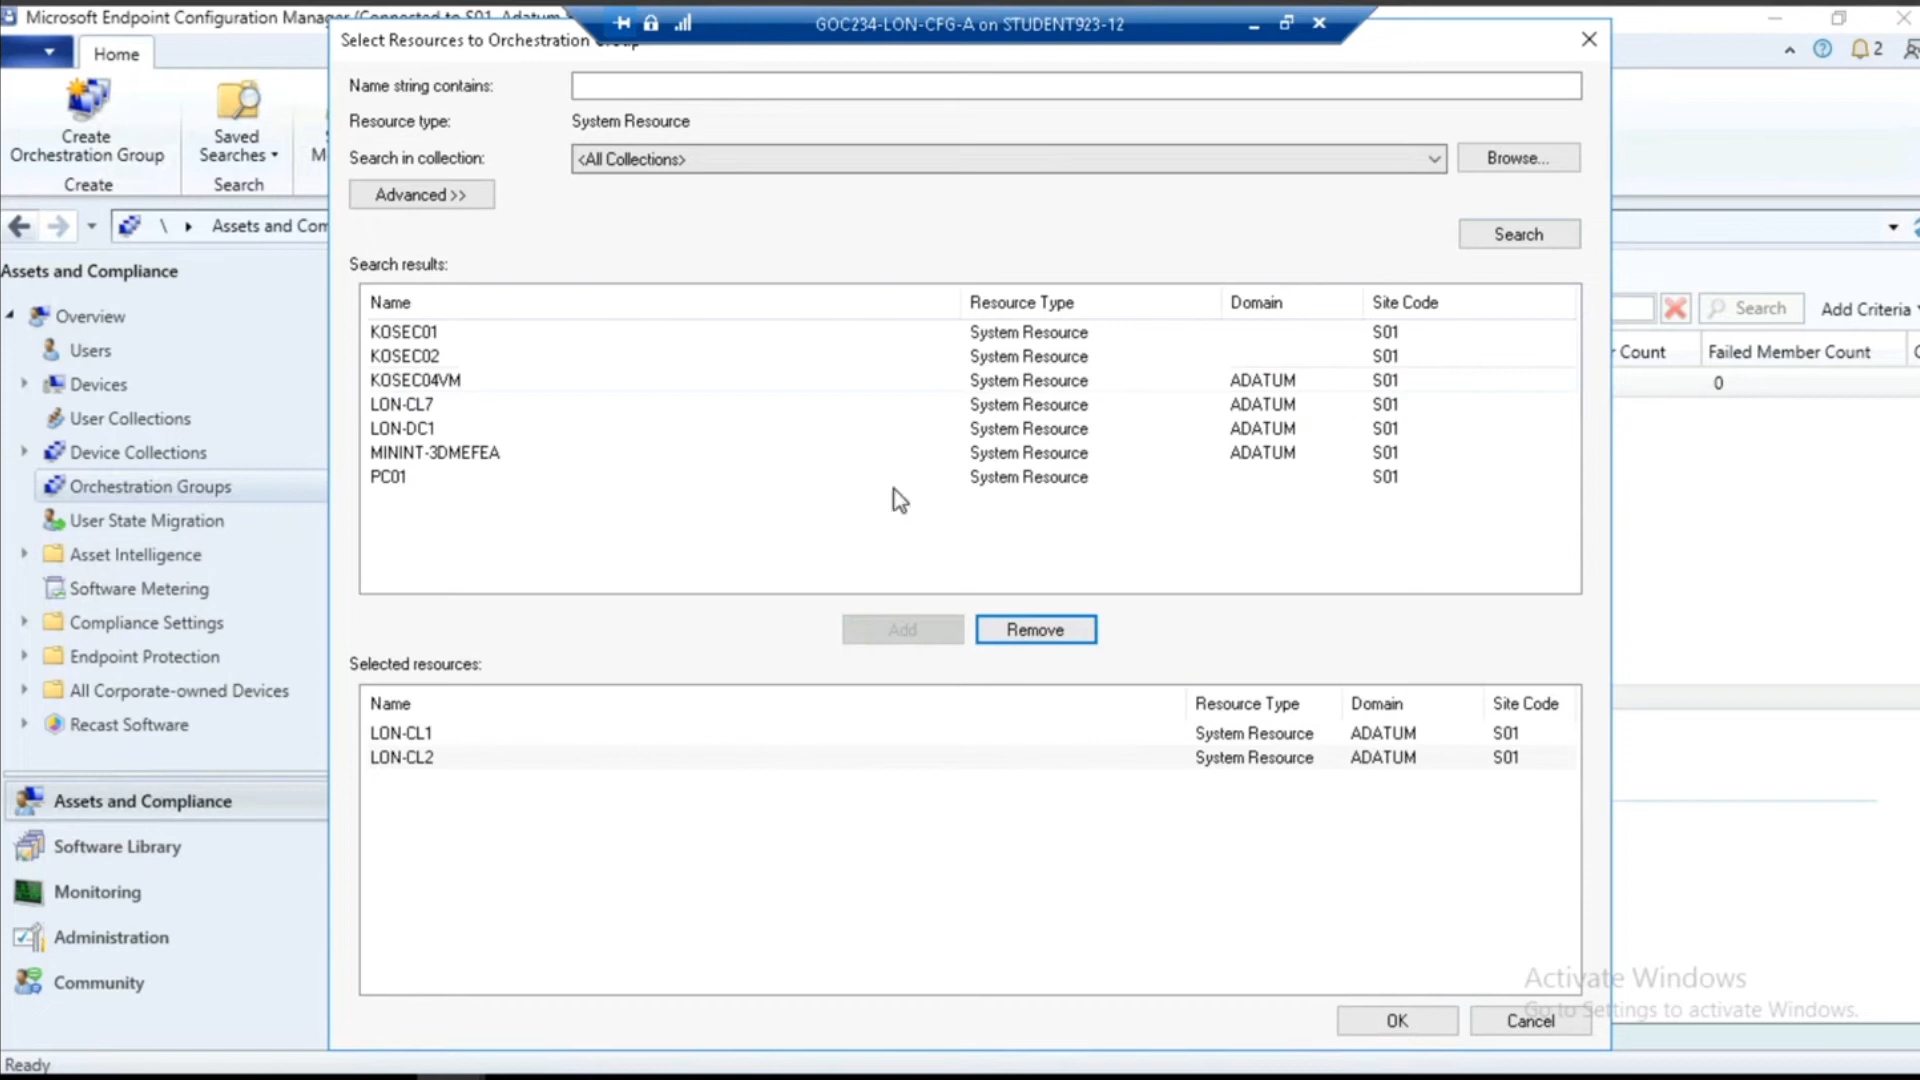 Microsoft Endpoint Configuration Manager (Connected to S01, Adatum
GOC234-LON-CFG-A on STUDENT923-12
Select Resources to Orchestration
Home
2
Create
Orchestration Group
Create
Saved
Searches
Search
Name string contains:
Resource type:
System Resource
Search in collection:
<All Collections>
Browse...
Advanced >>
Search
\ Assets and Com
Assets and Compliance
Overview
Users
Devices
User Collections
Device Collections
Orchestration Groups
User State Migration
Asset Intelligence
Software Metering
Compliance Settings
Endpoint Protection
All Corporate-owned Devices
Recast Software
Assets and Compliance
Software Library
Monitoring
Administration
Community
Ready
Search results:
Name Resource Type Domain Site Code
KOSEC01 System Resource S01
KOSEC02 System Resource S01
KOSEC04VM System Resource ADATUM S01
LON-CL7 System Resource ADATUM S01
LON-DC1 System Resource ADATUM S01
MININT-3DMEFEA System Resource ADATUM S01
PC01 System Resource S01
Add
Remove
Selected resources:
Name Resource Type Domain Site Code
LON-CL1 System Resource ADATUM S01
LON-CL2 System Resource ADATUM S01
OK
Cancel
Search
Add Criteria
Count
Failed Member Count
0
Activate Windows
Go to Settings to activate Windows.